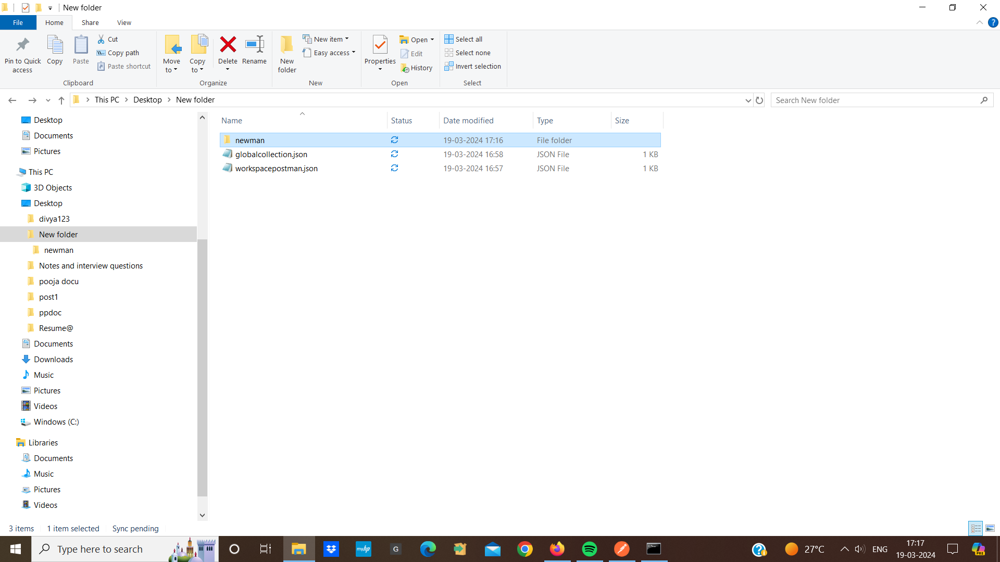 New folder
File Home Share View
Pin to Quick access
Copy
Paste
Cut
Copy path
Paste shortcut
Clipboard
Move to
Copy to
Delete
Rename
Organize
New folder
New item
Easy access
New
Properties
Open
Edit
History
Open
Select all
Select none
Invert selection
Select
This PC > Desktop > New folder
Search New folder
Desktop
Documents
Pictures
This PC
3D Objects
Desktop
divya123
New folder
newman
Notes and interview questions
pooja docu
post1
ppdoc
Resume@
Documents
Downloads
Music
Pictures
Videos
Windows (C:)
Libraries
Documents
Music
Pictures
Videos
Name Status Date modified Type Size
newman 19-03-2024 17:16 File folder
globalcollection.json 19-03-2024 16:58 JSON File 1 KB
workspacepostman.json 19-03-2024 16:57 JSON File 1 KB
3 items 1 item selected Sync pending
Type here to search
myhp
G
27°C
ENG
17:17
19-03-2024
PRE